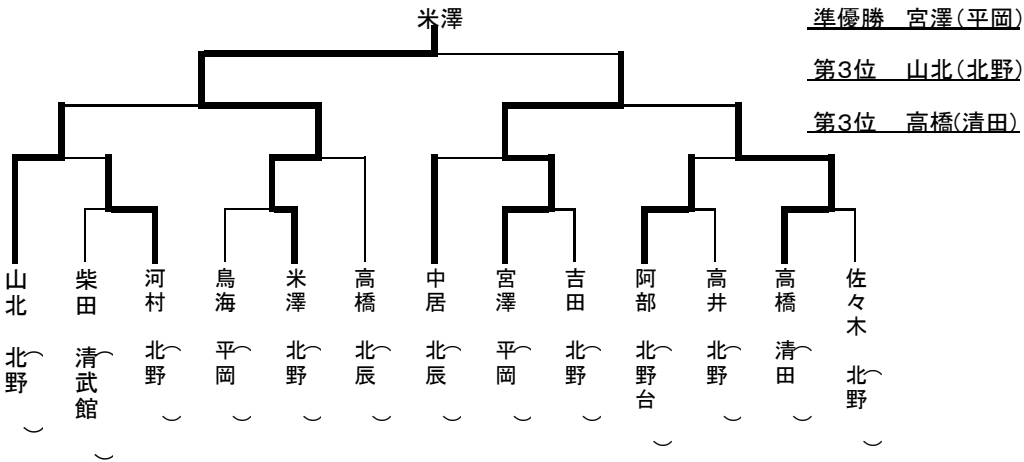 米澤
準優勝　宮澤(平岡)
第3位　山北(北野)
第3位　高橋(清田)
山北（北野）
柴田（清武館）
河村（北野）
鳥海（平岡）
米澤（北野）
高橋（北辰）
中居（北辰）
宮澤（平岡）
吉田（北野）
阿部（北野台）
高井（北野）
高橋（清田）
佐々木（北野）